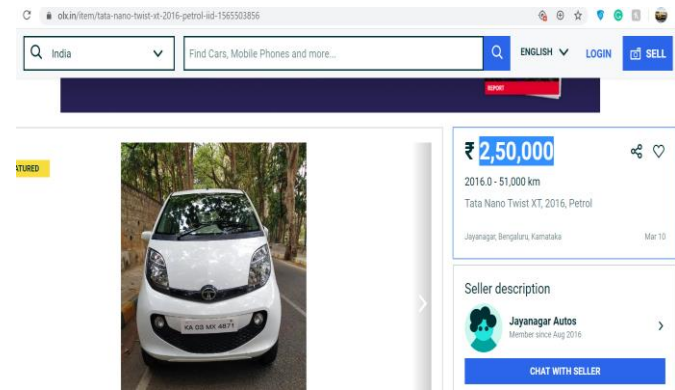 olx.in/item/tata-nano-twist-xt-2016-petrol-iid-1565503856
India
Find Cars, Mobile Phones and more...
ENGLISH
LOGIN
SELL
REPORT
ATURED
₹ 2,50,000
2016.0 - 51,000 km
Tata Nano Twist XT, 2016, Petrol
Jayanagar, Bengaluru, Karnataka
Mar 10
KA 03 MX 4671
Seller description
Jayanagar Autos
Member since Aug 2016
CHAT WITH SELLER